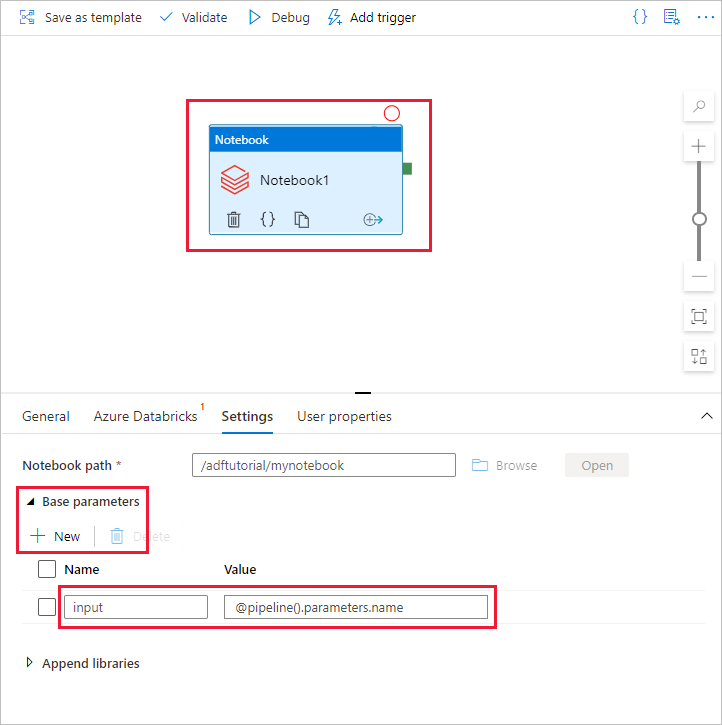 Save as template Validate Debug Add trigger {} ...
Notebook
Notebook1
{}
General Azure Databricks 1 Settings User properties
Notebook path * /adftutorial/mynotebook Browse Open
Base parameters
New Delete
Name Value
input @pipeline().parameters.name
Append libraries